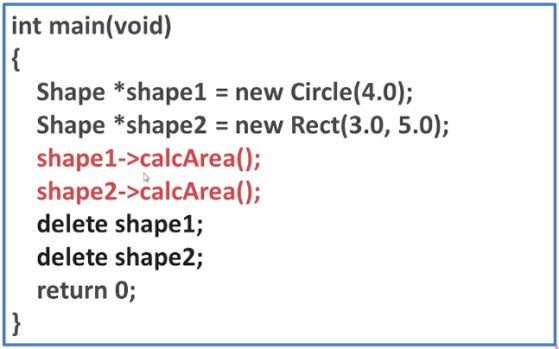 int main(void)
{
Shape *shape1 = new Circle(4.0);
Shape *shape2 = new Rect(3.0, 5.0);
shape1->calcArea();
shape2->calcArea();
delete shape1;
delete shape2;
return 0;
}